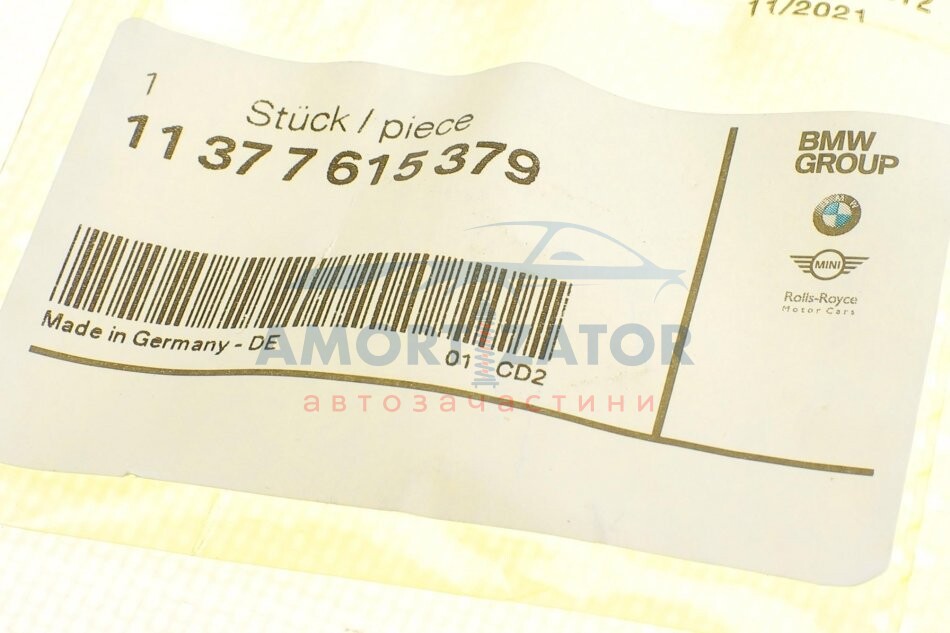 11/2021
1
Stück / piece
11 37 7 615 379
BMW
GROUP
MINI
Rolls-Royce
Motor Cars
Made in Germany - DE
01 CD2
AMORTIZATOR
автозачастини